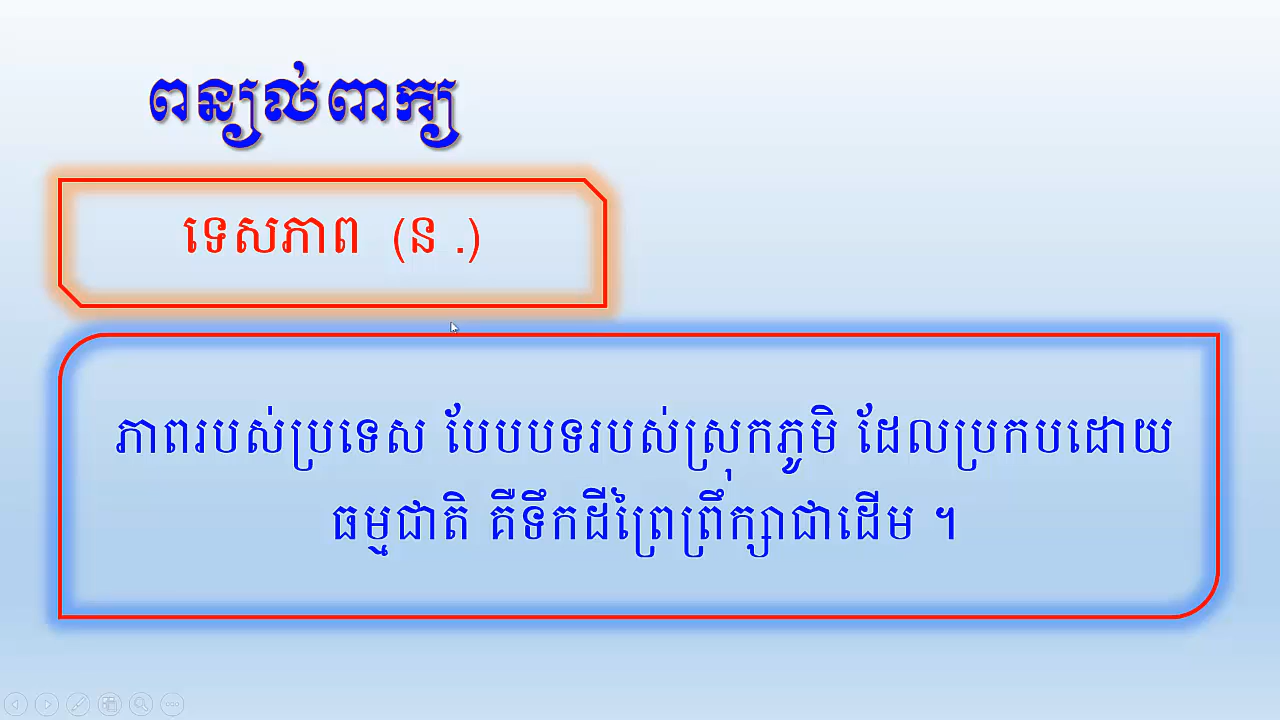 ពន្យល់ពាក្យ
ទេសភាព (ន .)
ភាពរបស់ប្រទេស បែបបទរបស់ស្រុកភូមិ ដែលប្រកបដោយ
ធម្មជាតិ គឺទឹកដីព្រៃព្រឹក្សាជាដើម ។